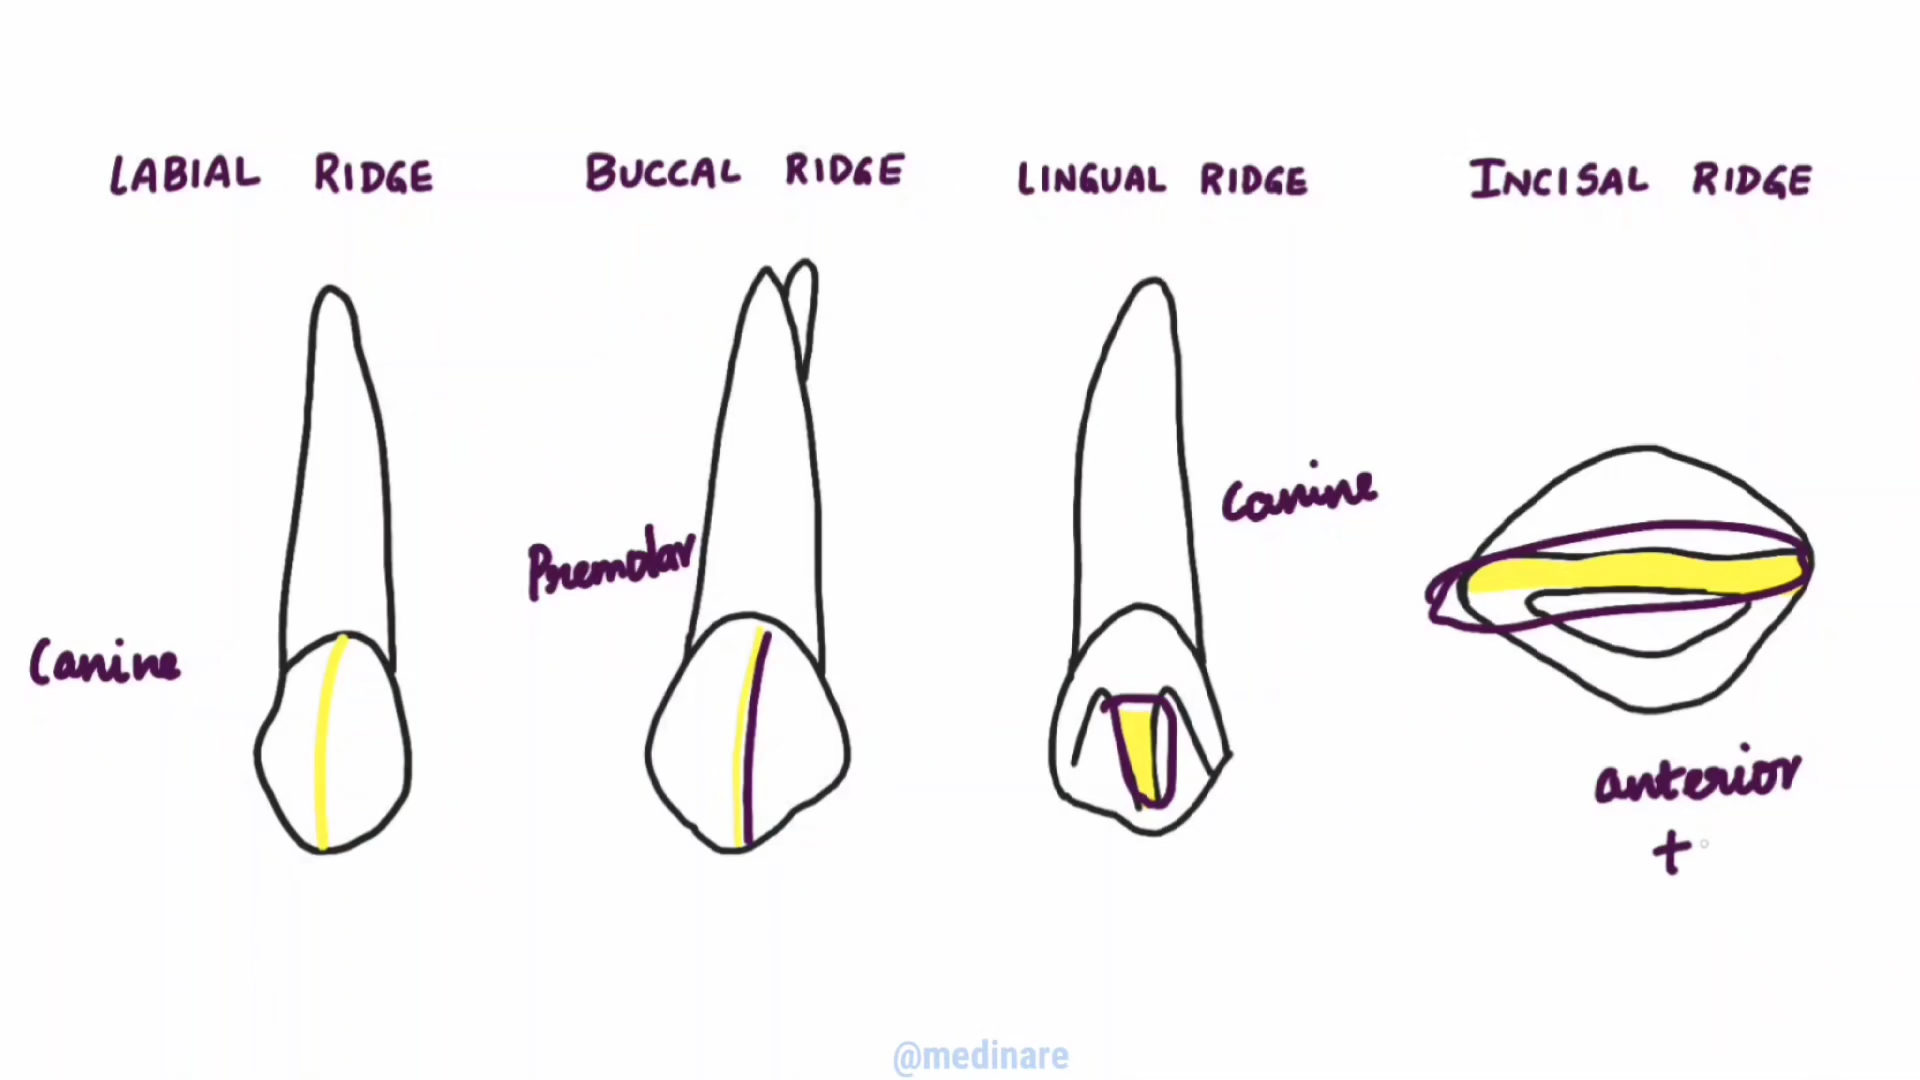 LABIAL RIDGE
BUCCAL RIDGE
LINGUAL RIDGE
INCISAL RIDGE
Canine
Premolar
Canine
anterior
+
@medinare